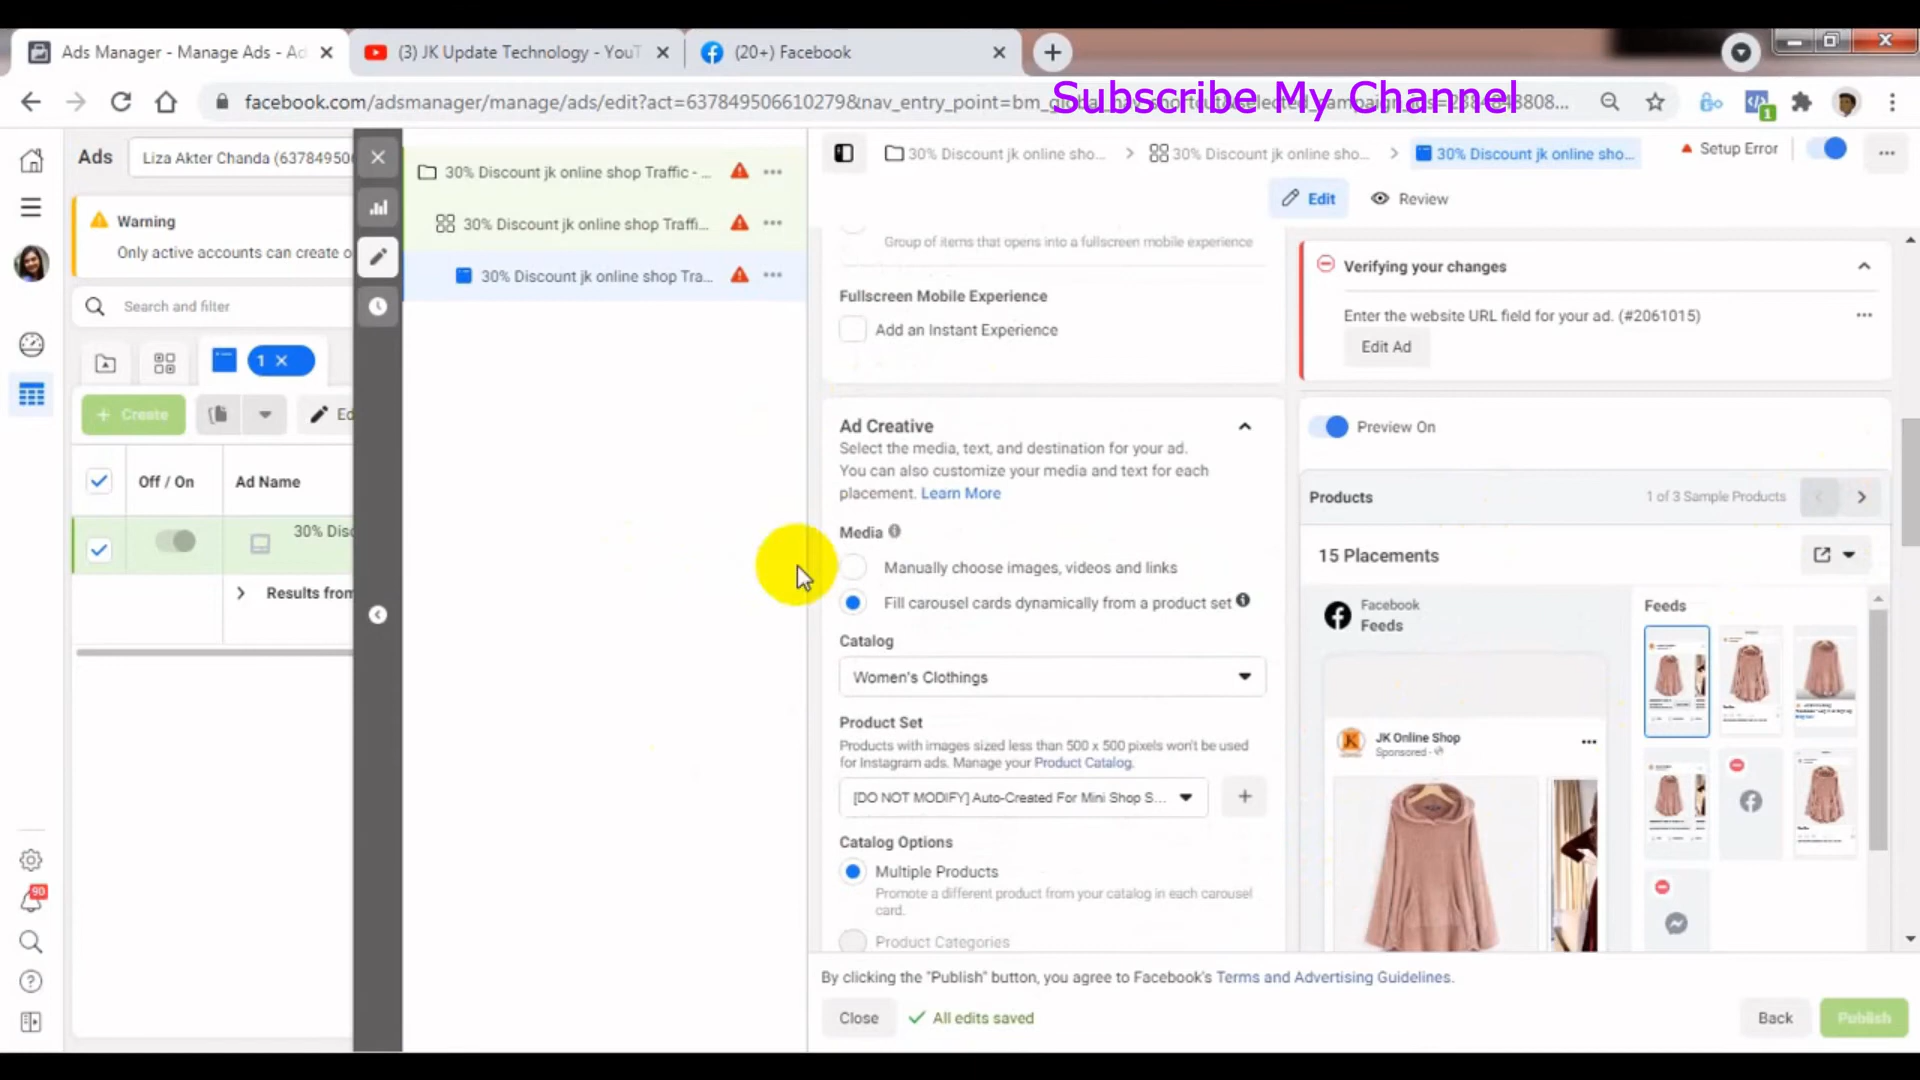 Ads Manager - Manage Ads - Ad
(3) JK Update Technology - YouT
(20+) Facebook
facebook.com/adsmanager/manage/ads/edit?act=637849506610279&nav_entry_point=bm_glob
Subscribe My Channel
1
Ads
Liza Akter Chanda (63784950
Warning
Only active accounts can create o
Search and filter
1
Create
Ed
Off / On
Ad Name
30% Disc
Results from
90
30% Discount jk online shop Traffic - ...
30% Discount jk online shop Traffi...
30% Discount jk online shop Tra...
30% Discount jk online sho...
30% Discount jk online sho...
30% Discount jk online sho...
Setup Error
Edit
Review
Group of items that opens into a fullscreen mobile experience
Fullscreen Mobile Experience
Add an Instant Experience
Ad Creative
Select the media, text, and destination for your ad.
You can also customize your media and text for each
placement. Learn More
Media
Manually choose images, videos and links
Fill carousel cards dynamically from a product set
Catalog
Women's Clothings
Product Set
Products with images sized less than 500 x 500 pixels won't be used
for Instagram ads. Manage your Product Catalog.
[DO NOT MODIFY] Auto-Created For Mini Shop S...
Catalog Options
Multiple Products
Promote a different product from your catalog in each carousel
card.
Product Categories
Verifying your changes
Enter the website URL field for your ad. (#2061015)
Edit Ad
Preview On
Products
1 of 3 Sample Products
15 Placements
Facebook
Feeds
Feeds
JK Online Shop
Sponsored
By clicking the "Publish" button, you agree to Facebook's Terms and Advertising Guidelines.
Close
All edits saved
Back
Publish